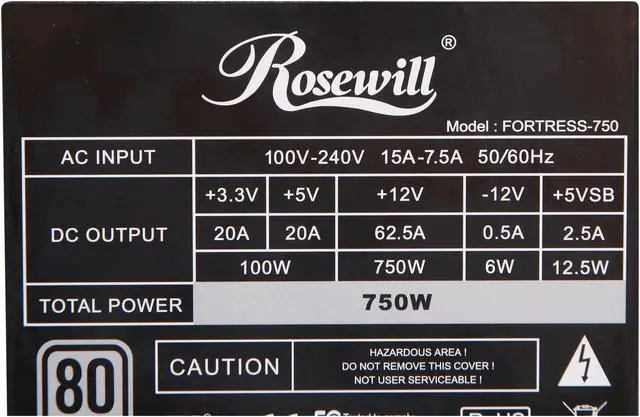 Rosewill®
Model : FORTRESS-750
AC INPUT 100V-240V 15A-7.5A 50/60Hz
DC OUTPUT +3.3V +5V +12V -12V +5VSB
20A 20A 62.5A 0.5A 2.5A
100W 750W 6W 12.5W
TOTAL POWER 750W
80
CAUTION
HAZARDOUS AREA !
DO NOT REMOVE THIS COVER !
NOT USER SERVICEABLE !